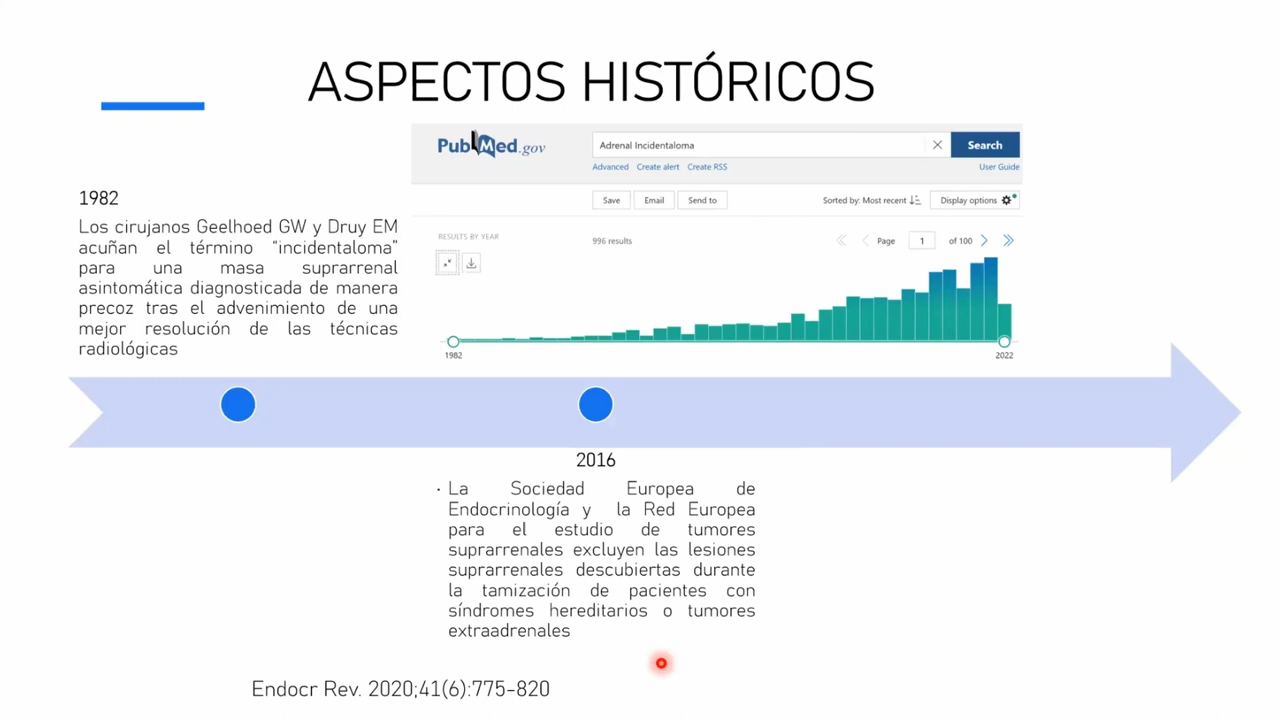 ASPECTOS HISTÓRICOS
PubMed.gov
Adrenal Incidentaloma
Search
Advanced Create alert Create RSS
User Guide
Save Email Send to
Sorted by: Most recent
Display options
RESULTS BY YEAR
996 results
Page 1 of 100
1982
2022
1982
Los cirujanos Geelhoed GW y Druy EM
acuñan el término “incidentaloma”
para una masa suprarrenal
asintomática diagnosticada de manera
precoz tras el advenimiento de una
mejor resolución de las técnicas
radiológicas
2016
· La Sociedad Europea de
Endocrinología y la Red Europea
para el estudio de tumores
suprarrenales excluyen las lesiones
suprarrenales descubiertas durante
la tamización de pacientes con
síndromes hereditarios o tumores
extraadrenales
Endocr Rev. 2020;41(6):775-820